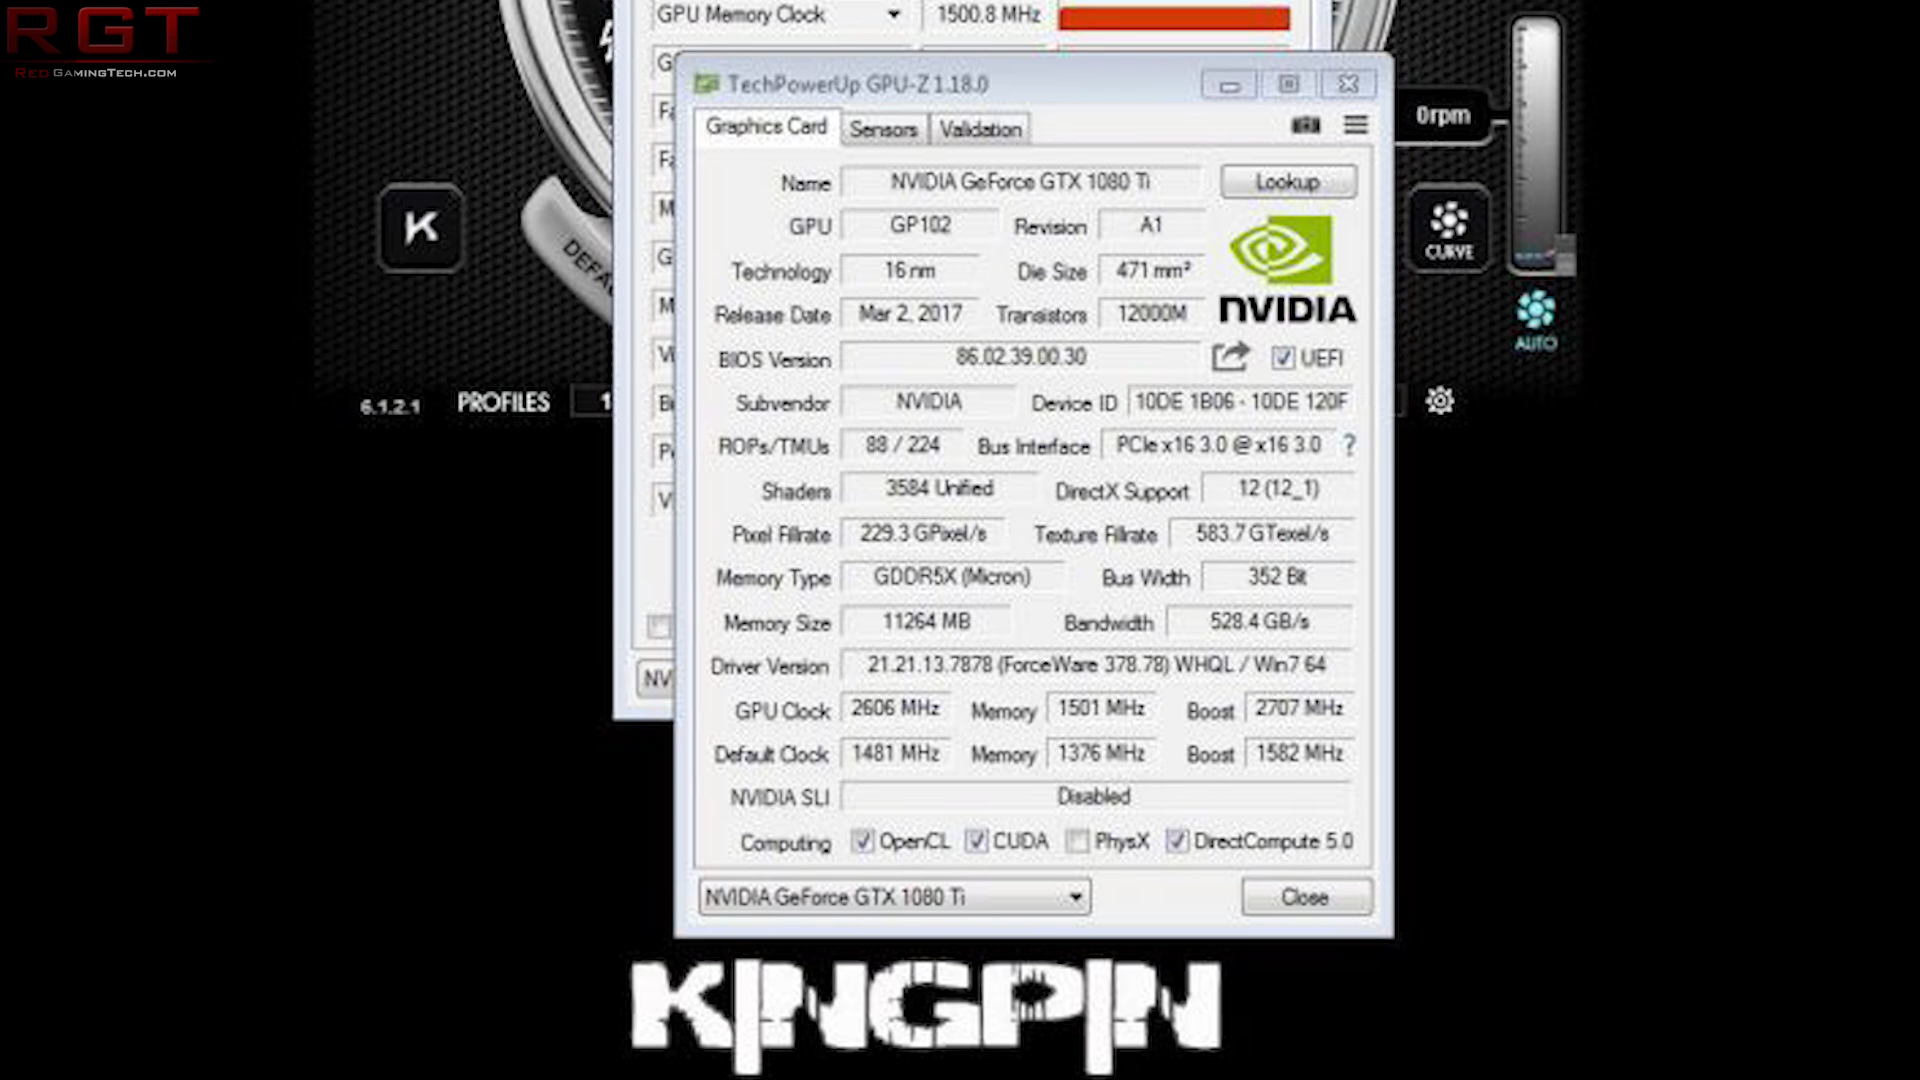 RGT
REDGAMINGTECH.COM
GPU Memory Clock 1500.8 MHz
TechPowerUp GPU-Z 1.18.0
Graphics Card Sensors Validation
0rpm
Name NVIDIA GeForce GTX 1080 Ti Lookup
K
GPU GP102 Revision A1
CURVE
Technology 16 nm Die Size 471 mm²
NVIDIA
Release Date Mar 2, 2017 Transistors 12000M
AUTO
BIOS Version 86.02.39.00.30 UEFI
6.1.2.1 PROFILES 1
Subvendor NVIDIA Device ID 10DE 1B06 - 10DE 120F
ROPs/TMUs 88 / 224 Bus Interface PCIe x16 3.0 @ x16 3.0 ?
Shaders 3584 Unified DirectX Support 12 (12_1)
Pixel Fillrate 229.3 GPixel/s Texture Fillrate 583.7 GTexel/s
Memory Type GDDR5X (Micron) Bus Width 352 Bit
Memory Size 11264 MB Bandwidth 528.4 GB/s
Driver Version 21.21.13.7878 (ForceWare 378.78) WHQL / Win7 64
NV
GPU Clock 2606 MHz Memory 1501 MHz Boost 2707 MHz
Default Clock 1481 MHz Memory 1376 MHz Boost 1582 MHz
NVIDIA SLI Disabled
Computing OpenCL CUDA PhysX DirectCompute 5.0
NVIDIA GeForce GTX 1080 Ti Close
KINGPIN